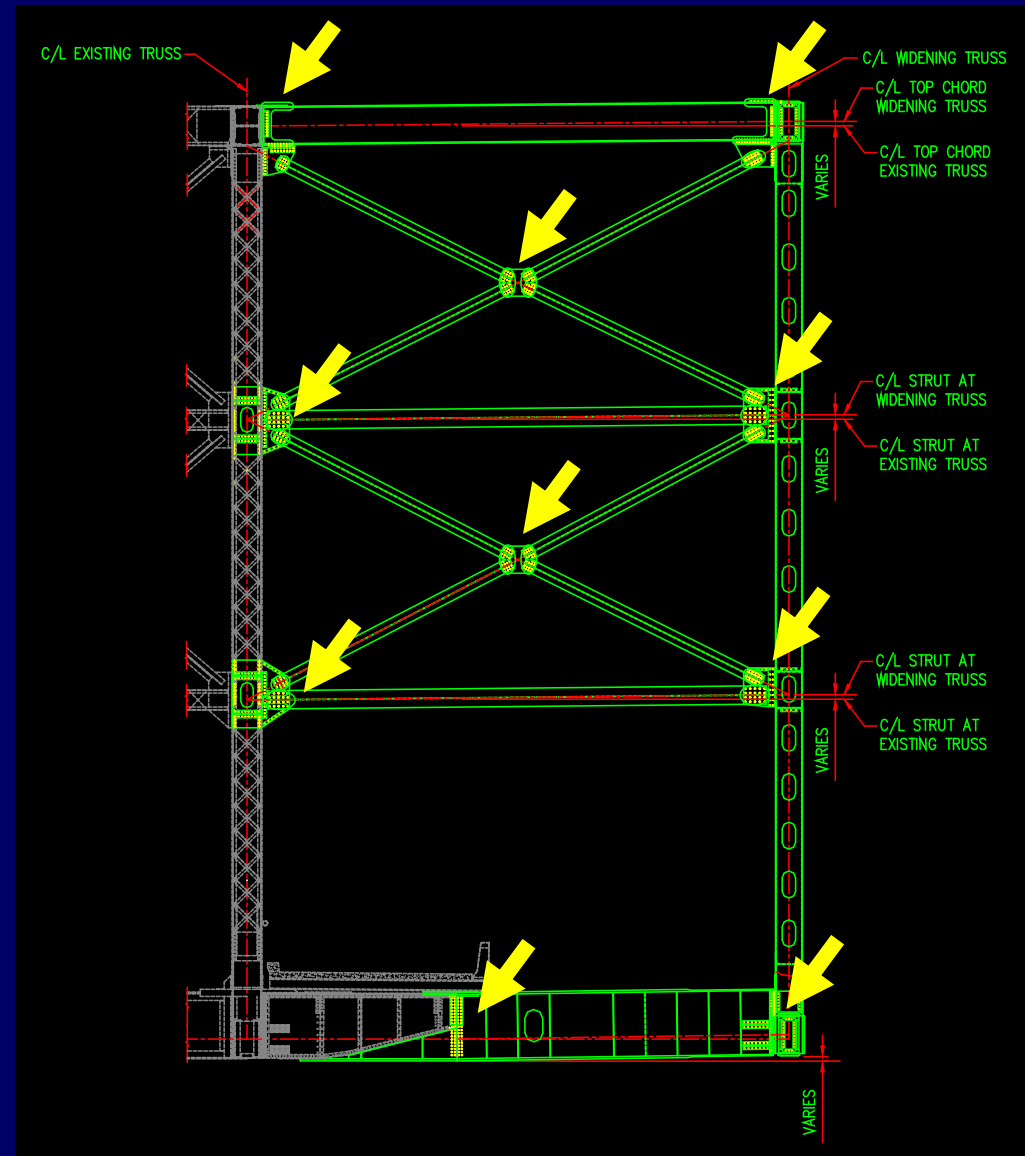 C/L EXISTING TRUSS
C/L WIDENING TRUSS
C/L TOP CHORD
WIDENING TRUSS
C/L TOP CHORD
EXISTING TRUSS
VARIES
C/L STRUT AT
WIDENING TRUSS
C/L STRUT AT
EXISTING TRUSS
VARIES
C/L STRUT AT
WIDENING TRUSS
C/L STRUT AT
EXISTING TRUSS
VARIES
VARIES